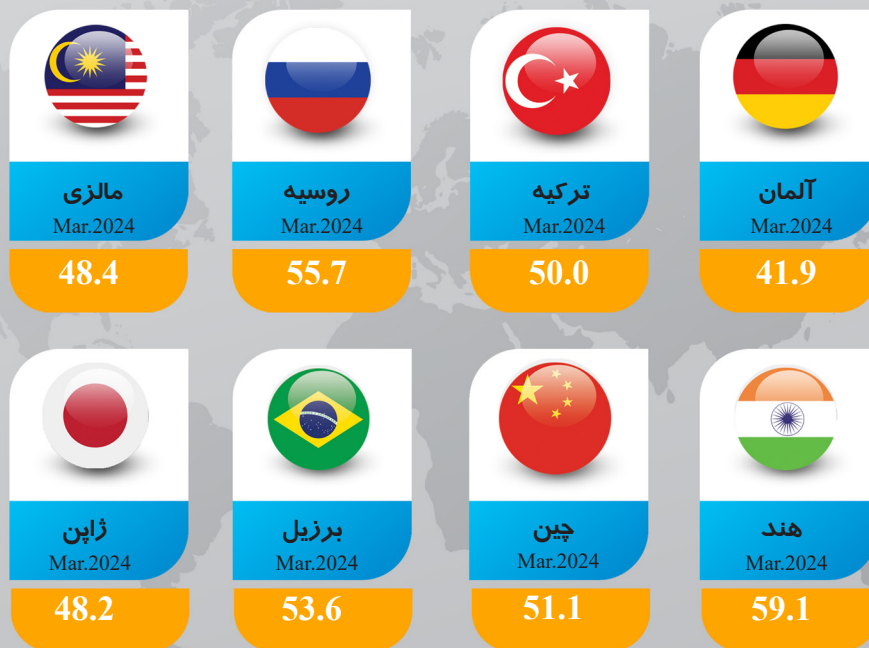 آلمان
Mar.2024
41.9
ترکیه
Mar.2024
50.0
روسیه
Mar.2024
55.7
مالزی
Mar.2024
48.4
هند
Mar.2024
59.1
چین
Mar.2024
51.1
برزیل
Mar.2024
53.6
ژاپن
Mar.2024
48.2